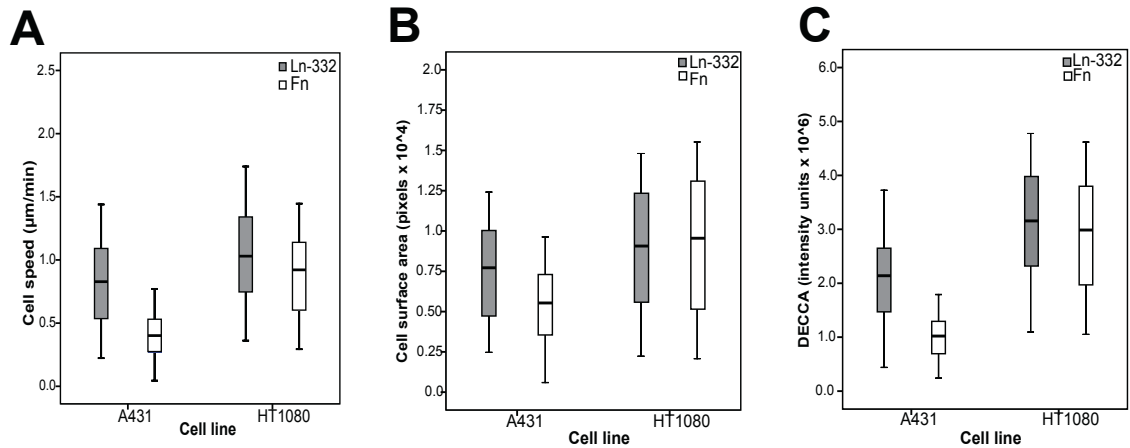 A
Cell speed (µm/min)
2.5
2.0
1.5
1.0
0.5
0.0
Ln-332
Fn
A431
HT1080
Cell line
B
Cell surface area (pixels x 10^4)
2.0
1.75
1.5
1.25
1.0
0.75
0.50
0.25
0.0
Ln-332
Fn
A431
HT1080
Cell line
C
DECCA (intensity units x 10^6)
6.0
5.0
4.0
3.0
2.0
1.0
0.0
Ln-332
Fn
A431
HT1080
Cell line